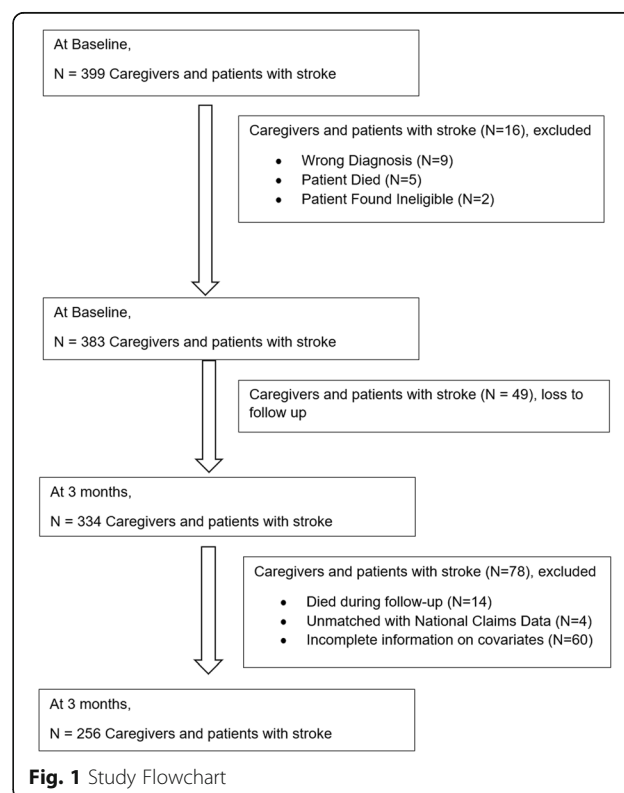 At Baseline,
N = 399 Caregivers and patients with stroke
Caregivers and patients with stroke (N=16), excluded
• Wrong Diagnosis (N=9)
• Patient Died (N=5)
• Patient Found Ineligible (N=2)
At Baseline,
N = 383 Caregivers and patients with stroke
Caregivers and patients with stroke (N = 49), loss to
follow up
At 3 months,
N = 334 Caregivers and patients with stroke
Caregivers and patients with stroke (N=78), excluded
• Died during follow-up (N=14)
• Unmatched with National Claims Data (N=4)
• Incomplete information on covariates (N=60)
At 3 months,
N = 256 Caregivers and patients with stroke
Fig. 1 Study Flowchart